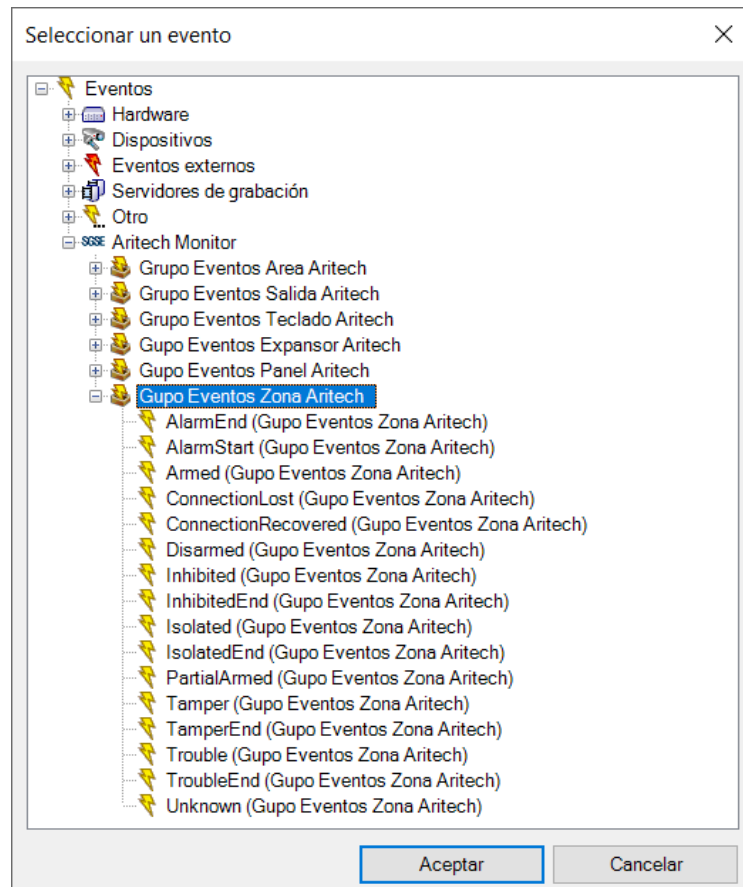 Seleccionar un evento
Eventos
Hardware
Dispositivos
Eventos externos
Servidores de grabación
Otro
SGSE Aritech Monitor
Grupo Eventos Area Aritech
Grupo Eventos Salida Aritech
Grupo Eventos Teclado Aritech
Gupo Eventos Expansor Aritech
Gupo Eventos Panel Aritech
Gupo Eventos Zona Aritech
AlarmEnd (Gupo Eventos Zona Aritech)
AlarmStart (Gupo Eventos Zona Aritech)
Armed (Gupo Eventos Zona Aritech)
ConnectionLost (Gupo Eventos Zona Aritech)
ConnectionRecovered (Gupo Eventos Zona Aritech)
Disarmed (Gupo Eventos Zona Aritech)
Inhibited (Gupo Eventos Zona Aritech)
InhibitedEnd (Gupo Eventos Zona Aritech)
Isolated (Gupo Eventos Zona Aritech)
IsolatedEnd (Gupo Eventos Zona Aritech)
PartialArmed (Gupo Eventos Zona Aritech)
Tamper (Gupo Eventos Zona Aritech)
TamperEnd (Gupo Eventos Zona Aritech)
Trouble (Gupo Eventos Zona Aritech)
TroubleEnd (Gupo Eventos Zona Aritech)
Unknown (Gupo Eventos Zona Aritech)
Aceptar Cancelar